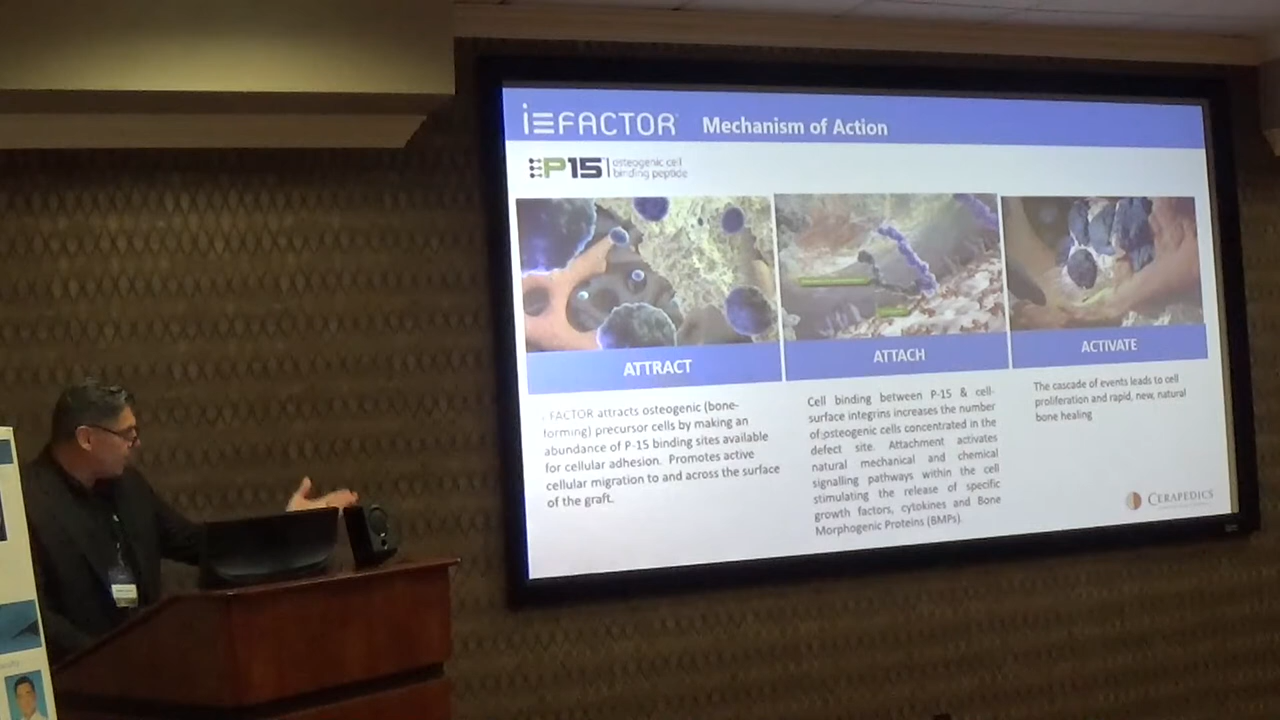 i FACTOR Mechanism of Action
P15 osteogenic cell
binding peptide
ATTRACT
ATTACH
ACTIVATE
i FACTOR attracts osteogenic (bone-
forming) precursor cells by making an
abundance of P-15 binding sites available
for cellular adhesion. Promotes active
cellular migration to and across the surface
of the graft.
Cell binding between P-15 & cell-
surface integrins increases the number
of osteogenic cells concentrated in the
defect site. Attachment activates
natural mechanical and chemical
signalling pathways within the cell
stimulating the release of specific
growth factors, cytokines and Bone
Morphogenic Proteins (BMPs).
The cascade of events leads to cell
proliferation and rapid, new, natural
bone healing
CERAPEDICS